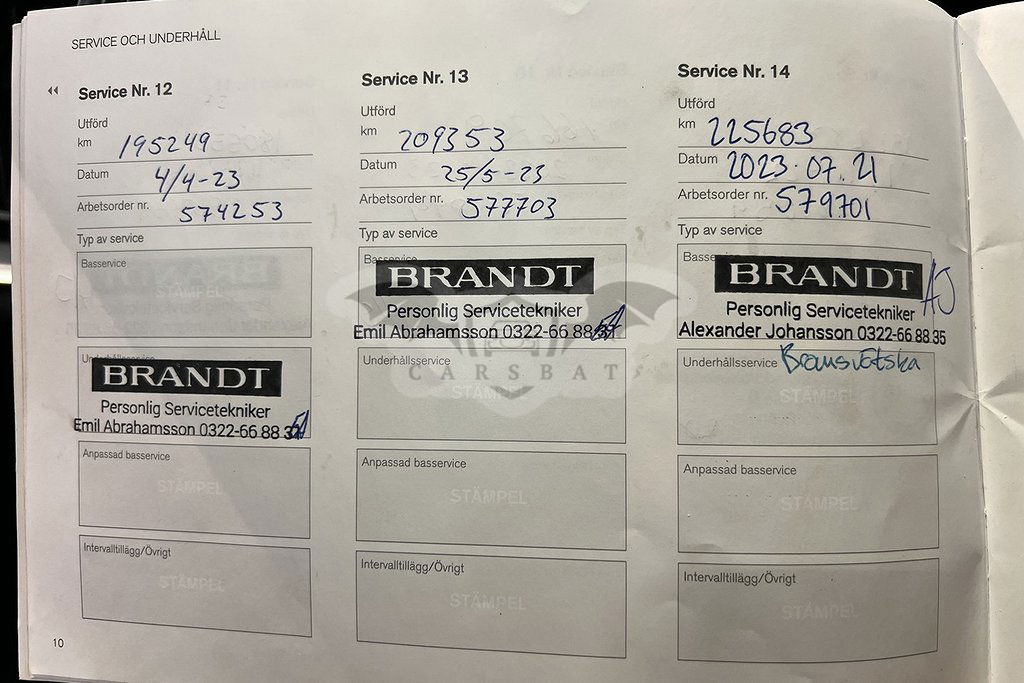 SERVICE OCH UNDERHÅLL
Service Nr. 12
Utförd
km 195249
Datum 4/4-23
Arbetsorder nr. 574253
Typ av service
Basservice
STÄMPEL
Underhållsservice
BRANDT
Personlig Servicetekniker
Emil Abrahamsson 0322-66 88
Anpassad basservice
STÄMPEL
Intervalltillägg/Övrigt
STÄMPEL
10
Service Nr. 13
Utförd
km 209353
Datum 25/5-23
Arbetsorder nr. 577703
Typ av service
Basservice
BRANDT
Personlig Servicetekniker
Emil Abrahamsson 0322-66 88
Underhållsservice
STÄMPEL
Anpassad basservice
STÄMPEL
Intervalltillägg/Övrigt
STÄMPEL
Service Nr. 14
Utförd
km 225683
Datum 2023.07.21
Arbetsorder nr. 579701
Typ av service
Basse
BRANDT AJ
Personlig Servicetekniker
Alexander Johansson 0322-66 88 35
Underhållsservice Bromsvätska
STÄMPEL
Anpassad basservice
STÄMPEL
Intervalltillägg/Övrigt
STÄMPEL
CARSBAT